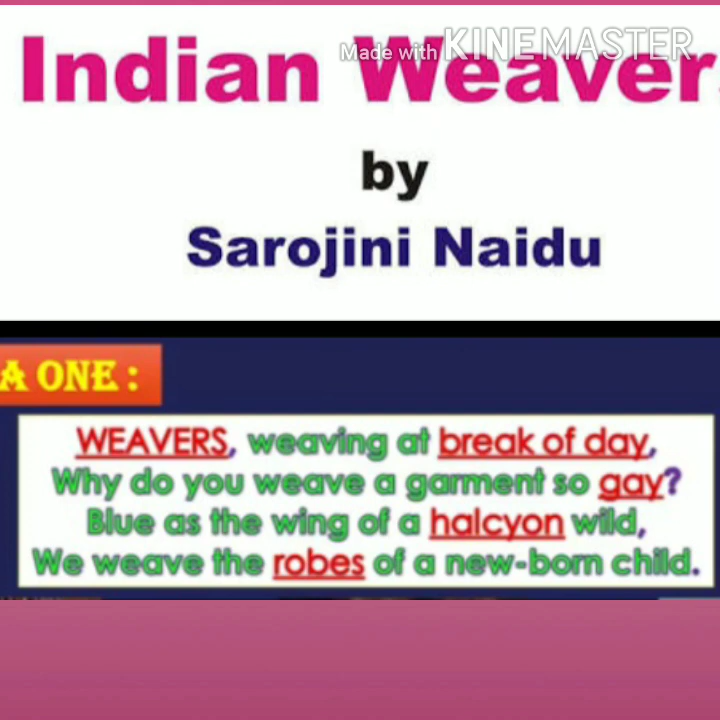 Made with KINEMASTER
Indian Weaver
by
Sarojini Naidu
A ONE :
WEAVERS, weaving at break of day,
Why do you weave a garment so gay?
Blue as the wing of a halcyon wild,
We weave the robes of a new-born child.